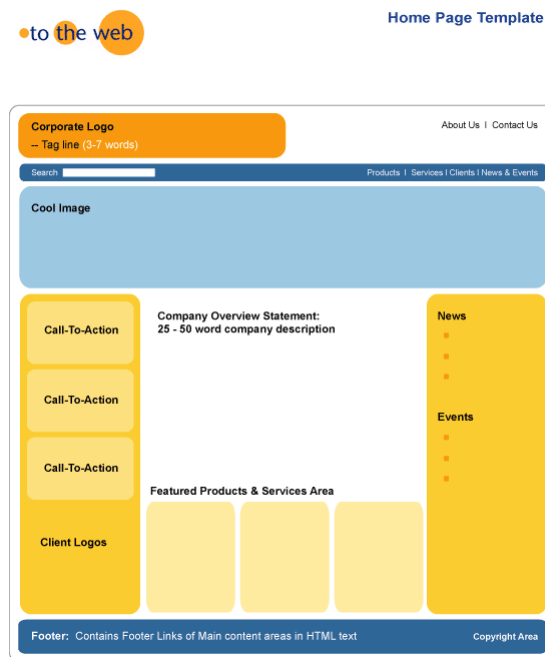 to the web
Home Page Template
Corporate Logo
-- Tag line (3-7 words)
About Us I Contact Us
Search
Products I Services I Clients I News & Events
Cool Image
Call-To-Action
Call-To-Action
Call-To-Action
Client Logos
Company Overview Statement:
25 - 50 word company description
Featured Products & Services Area
News
Events
Footer: Contains Footer Links of Main content areas in HTML text
Copyright Area